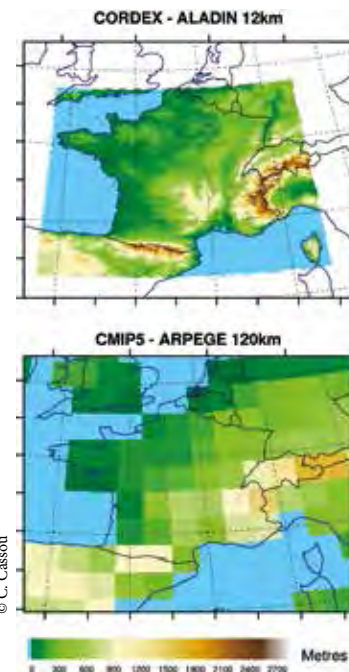 CORDEX - ALADIN 12km
CMIP5 - ARPEGE 120km
© C. Cassou
0 300 600 900 1200 1500 1800 2100 2400 2700
Metres